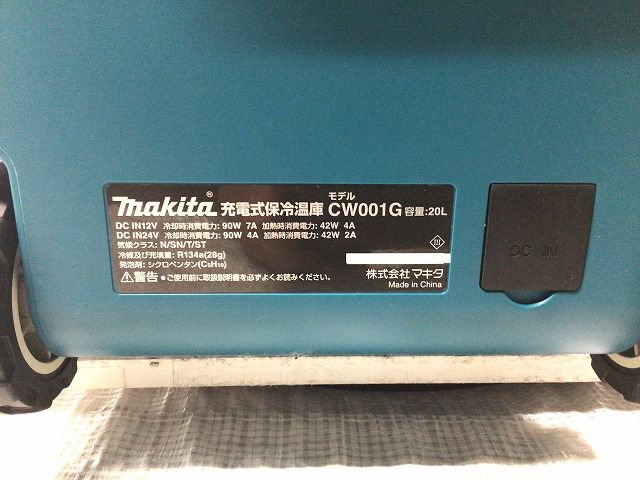 makita® 充電式保冷温庫 モデル CW001G 容量:20L
DC IN12V 冷却時消費電力: 90W 7A 加熱時消費電力: 42W 4A
DC IN24V 冷却時消費電力: 90W 4A 加熱時消費電力: 42W 2A
気候クラス: N/SN/T/ST
冷媒及び充填量: R134a(28g)
発泡剤: シクロペンタン(C₅H₁₀)
⚠警告 ●ご使用前に取扱説明書を必ずよくお読みください。
株式会社マキタ
Made in China
DC IN